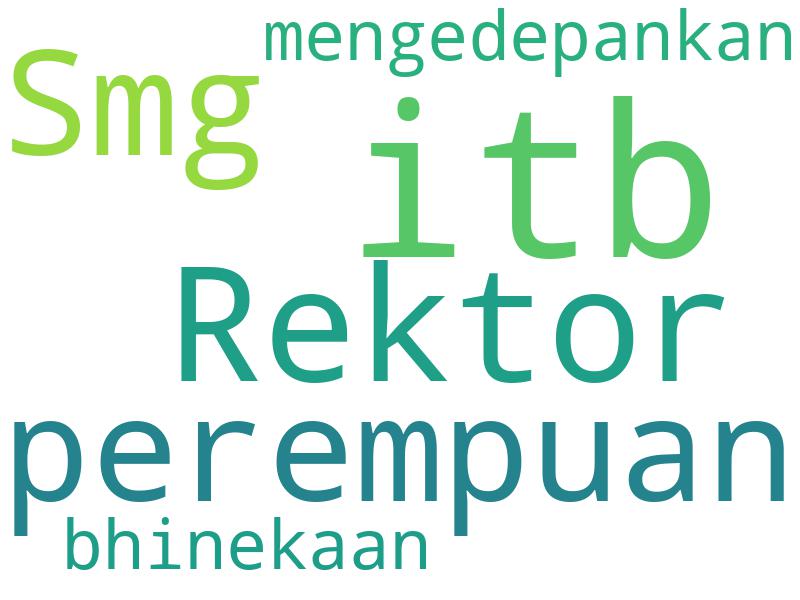 mengedepankan
Smg
itb
Rektor
perempuan
bhinekaan